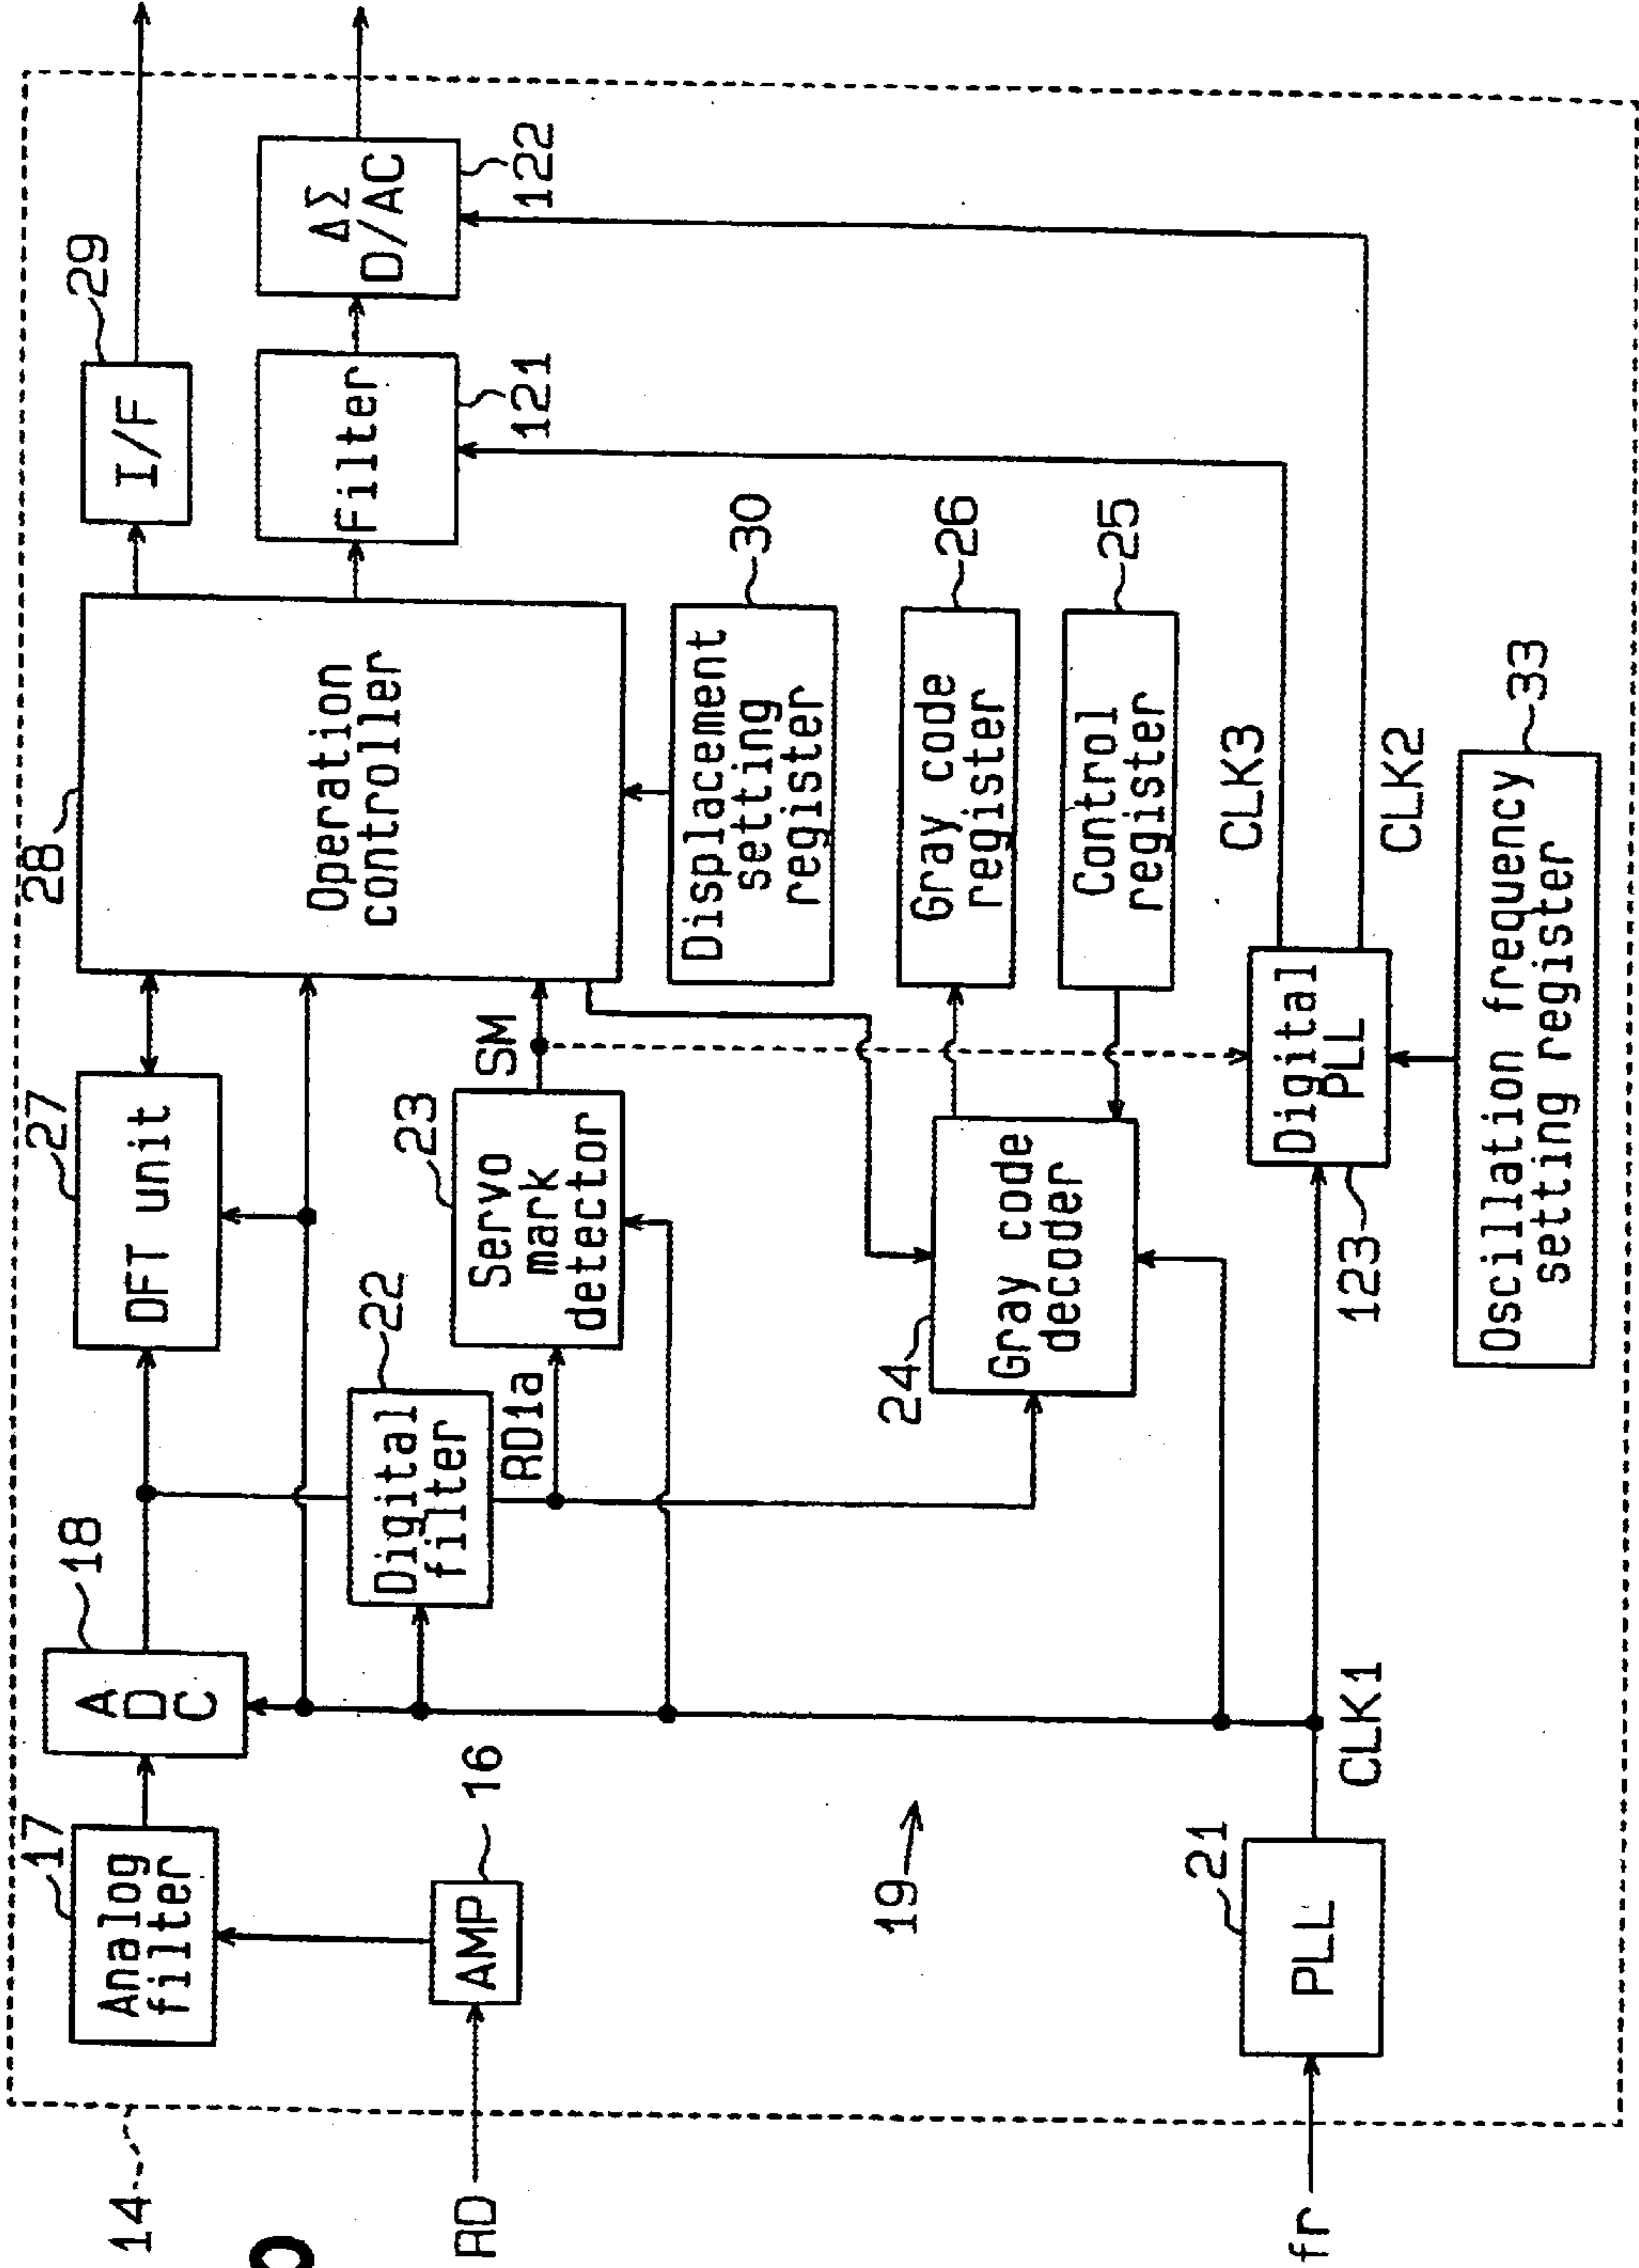 14
RD
fr
17
Analog
filter
AMP
16
19
21
PLL
CLK1
18
A
D
C
22
Digital
filter
RD1a
27
DFT unit
23
Servo
mark
detector
SM
24
Gray code
decoder
28
Operation
controller
30
Displacement
setting
register
26
Gray code
register
25
Control
register
Digital
PLL
123
CLK3
CLK2
33
Oscillation frequency
setting register
29
I/F
Filter
121
ΔΣ
D/AC
122